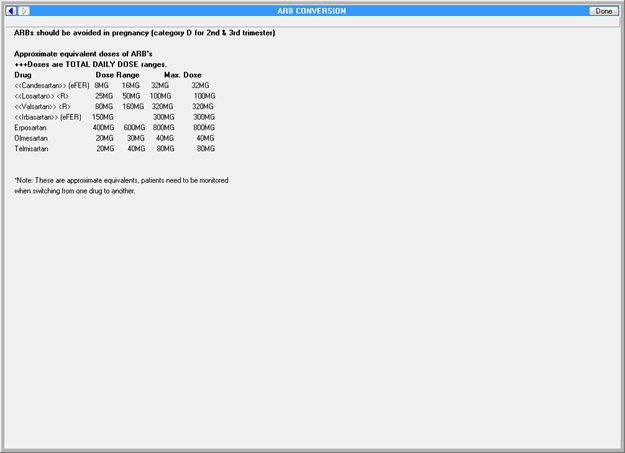 ARB CONVERSION
Done
ARBs should be avoided in pregnancy (category D for 2nd & 3rd trimester)
Approximate equivalent doses of ARB's
+++Doses are TOTAL DAILY DOSE ranges.
Drug Dose Range Max. Dose
<<Candesartan>> (eFER) 8MG 16MG 32MG 32MG
<<Losartan>> <R> 25MG 50MG 100MG 100MG
<<Valsartan>> <R> 80MG 160MG 320MG 320MG
<<Irbasartan>> (eFER) 150MG 300MG 300MG
Erposartan 400MG 600MG 800MG 800MG
Olmesartan 20MG 30MG 40MG 40MG
Telmisartan 20MG 40MG 80MG 80MG
*Note: These are approximate equivalents, patients need to be monitored
when switching from one drug to another.